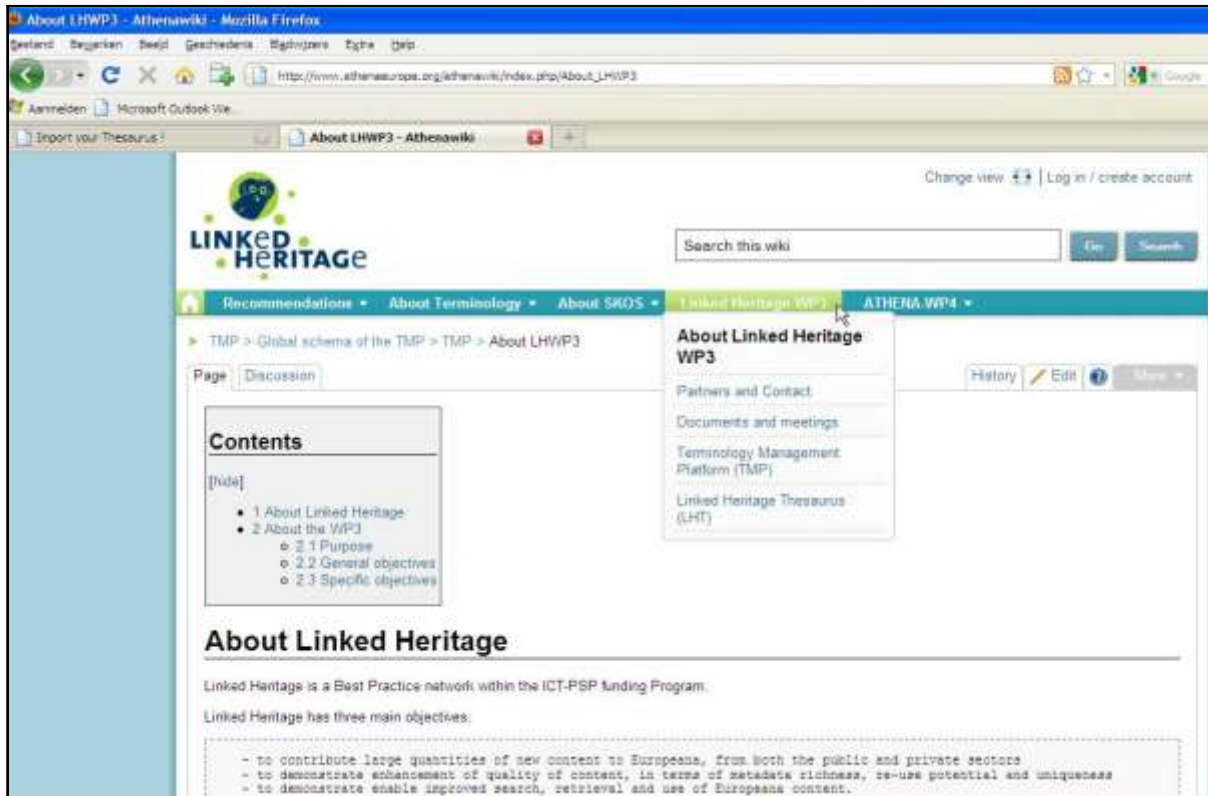 About LHWP3 - Athenawiki - Mozilla Firefox
Bestand Bewerken Beeld Geschiedenis Bladwijzers Extra Help
http://www.athenaeurope.org/athenawiki/index.php/About_LHWP3
Google
Aanmelden Microsoft Outlook We...
Import your Thesaurus ! About LHWP3 - Athenawiki
Change view | Log in / create account
LINKeD HeRITAGe
Search this wiki Go Search
Recommendations About Terminology About SKOS Linked Heritage WP3 ATHENA WP4
TMP > Global schema of the TMP > TMP > About LHWP3
About Linked Heritage WP3
Partners and Contact
Documents and meetings
Terminology Management Platform (TMP)
Linked Heritage Thesaurus (LHT)
Page Discussion History Edit More
Contents
[hide]
1 About Linked Heritage
2 About the WP3
2.1 Purpose
2.2 General objectives
2.3 Specific objectives
About Linked Heritage
Linked Heritage is a Best Practice network within the ICT-PSP funding Program.
Linked Heritage has three main objectives:
- to contribute large quantities of new content to Europeana, from both the public and private sectors
- to demonstrate enhancement of quality of content, in terms of metadata richness, re-use potential and uniqueness
- to demonstrate enable improved search, retrieval and use of Europeana content.